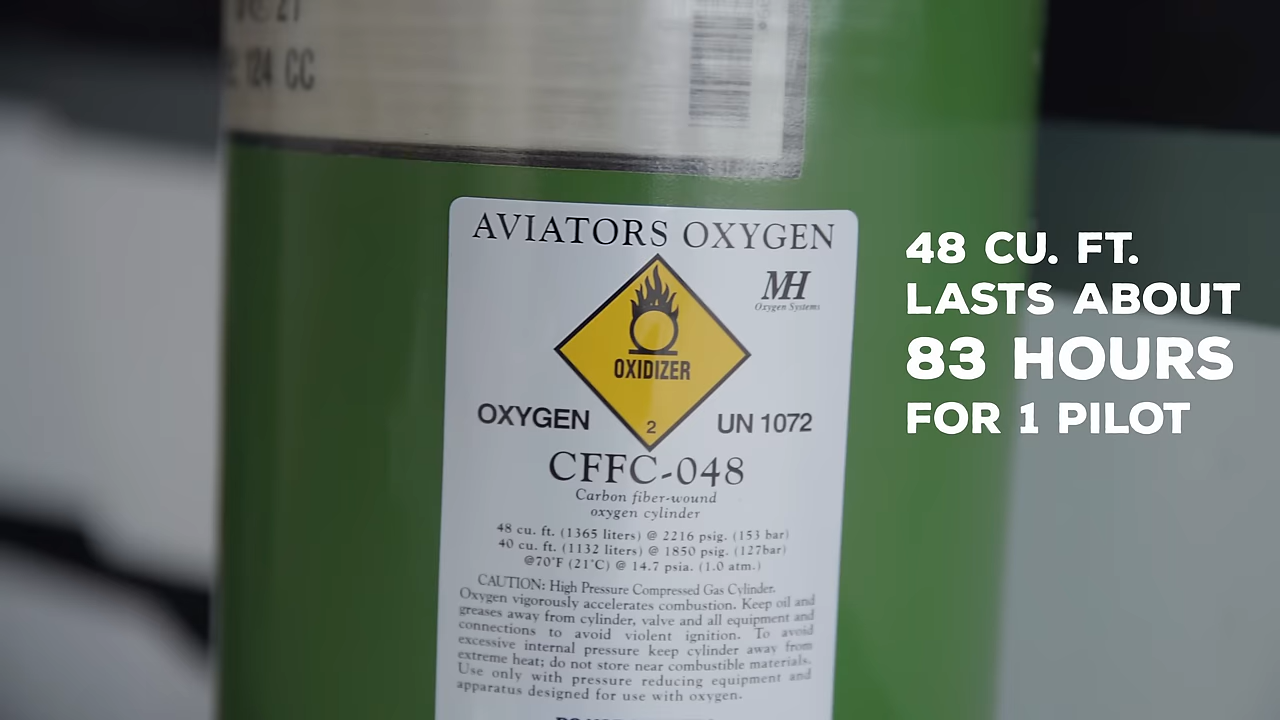 124 CC
AVIATORS OXYGEN
MH
Oxygen Systems
OXIDIZER
OXYGEN
2
UN 1072
CFFC-048
Carbon fiber-wound
oxygen cylinder
48 cu. ft. (1365 liters) @ 2216 psig. (153 bar)
40 cu. ft. (1132 liters) @ 1850 psig. (127bar)
@70°F (21°C) @ 14.7 psia. (1.0 atm.)
CAUTION: High Pressure Compressed Gas Cylinder.
Oxygen vigorously accelerates combustion. Keep oil and
greases away from cylinder, valve and all equipment and
connections to avoid violent ignition. To avoid
excessive internal pressure keep cylinder away from
extreme heat; do not store near combustible materials.
Use only with pressure reducing equipment and
apparatus designed for use with oxygen.
48 CU. FT.
LASTS ABOUT
83 HOURS
FOR 1 PILOT